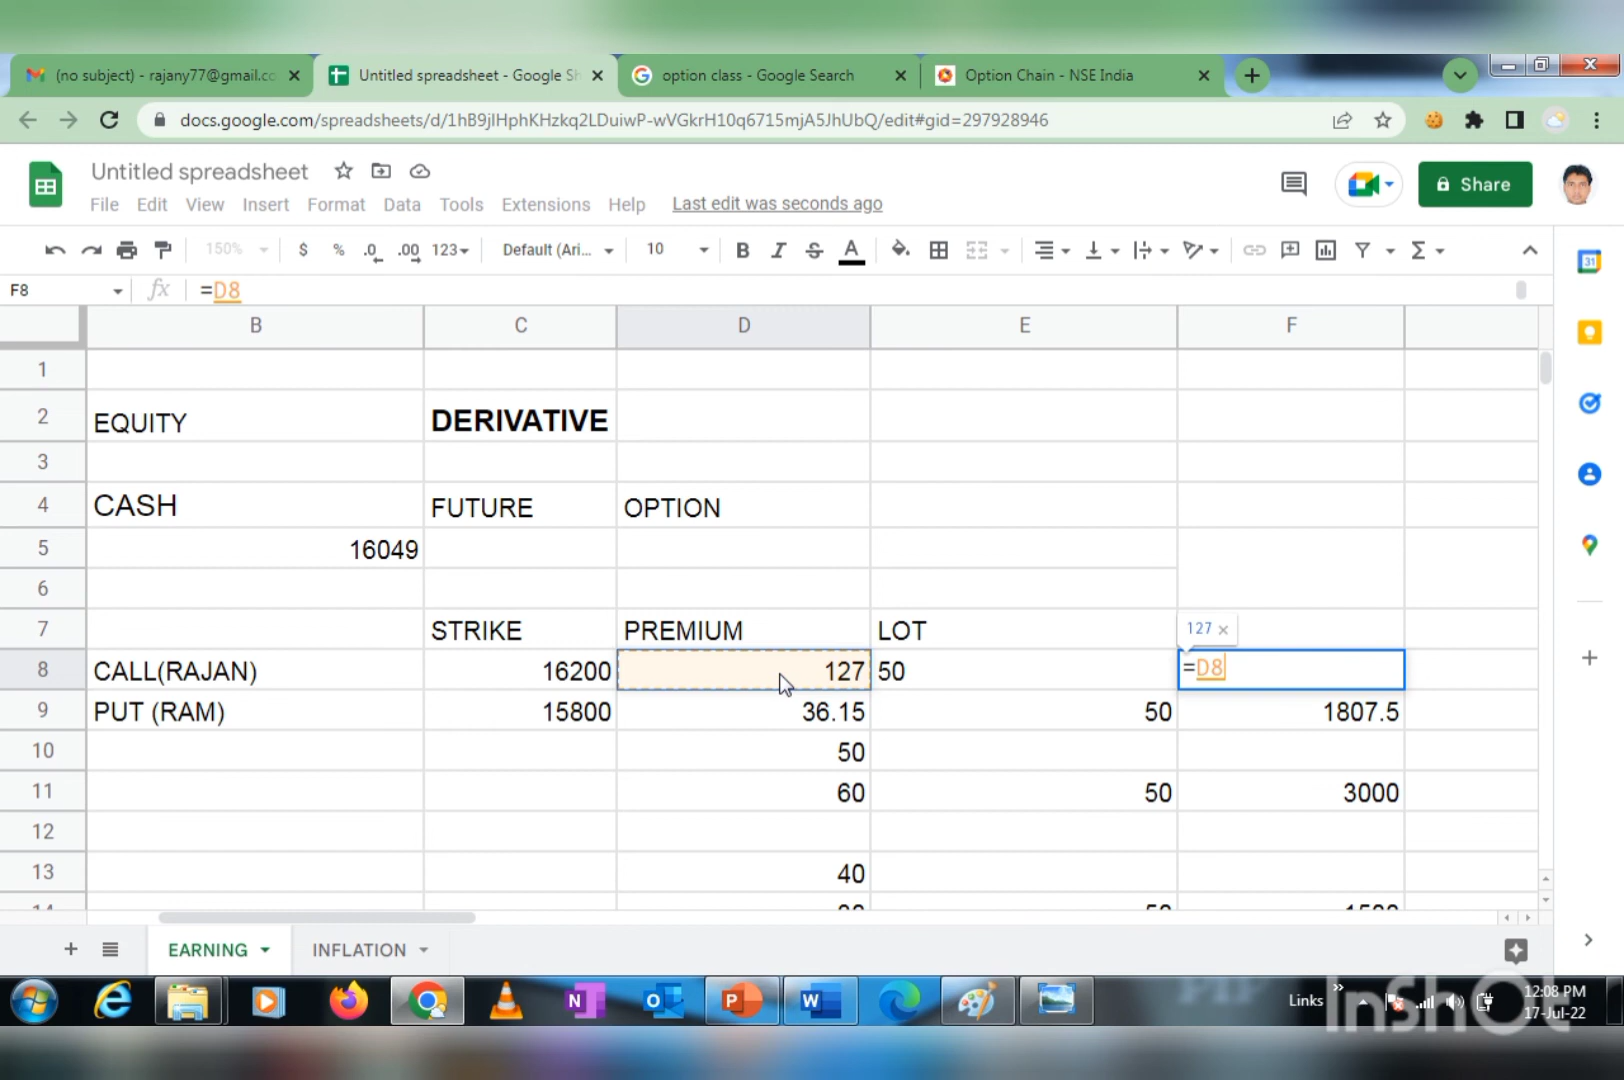 (no subject) - rajany77@gmail.cc
Untitled spreadsheet - Google Sh
option class - Google Search
Option Chain - NSE India
docs.google.com/spreadsheets/d/1hB9jIHphKHzkq2LDuiwP-wVGkrH10q6715mjA5JhUbQ/edit#gid=297928946
Untitled spreadsheet
Share
File Edit View Insert Format Data Tools Extensions Help Last edit was seconds ago
150% $ % .0 .00 123 Default (Ari... 10 B I S A
F8 fx =D8
B C D E F
1
2 EQUITY DERIVATIVE
3
4 CASH FUTURE OPTION
5 16049
6
7 STRIKE PREMIUM LOT 127 ×
8 CALL(RAJAN) 16200 127 50 =D8
9 PUT (RAM) 15800 36.15 50 1807.5
10 50
11 60 50 3000
12
13 40
EARNING INFLATION
31
Links
12:08 PM
17-Jul-22
InShOt